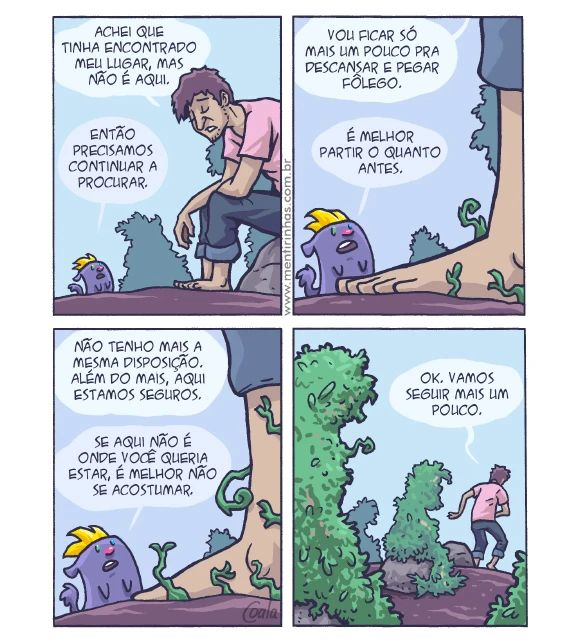 ACHEI QUE
TINHA ENCONTRADO
MEU LUGAR, MAS
NÃO É AQUI.
ENTÃO
PRECISAMOS
CONTINUAR A
PROCURAR.
www.mentirinhas.com.br
VOU FICAR SÓ
MAIS UM POUCO PRA
DESCANSAR E PEGAR
FÔLEGO.
É MELHOR
PARTIR O QUANTO
ANTES.
NÃO TENHO MAIS A
MESMA DISPOSIÇÃO.
ALÉM DO MAIS, AQUI
ESTAMOS SEGUROS.
SE AQUI NÃO É
ONDE VOCÊ QUERIA
ESTAR, É MELHOR NÃO
SE ACOSTUMAR.
Coala
OK. VAMOS
SEGUIR MAIS UM
POUCO.